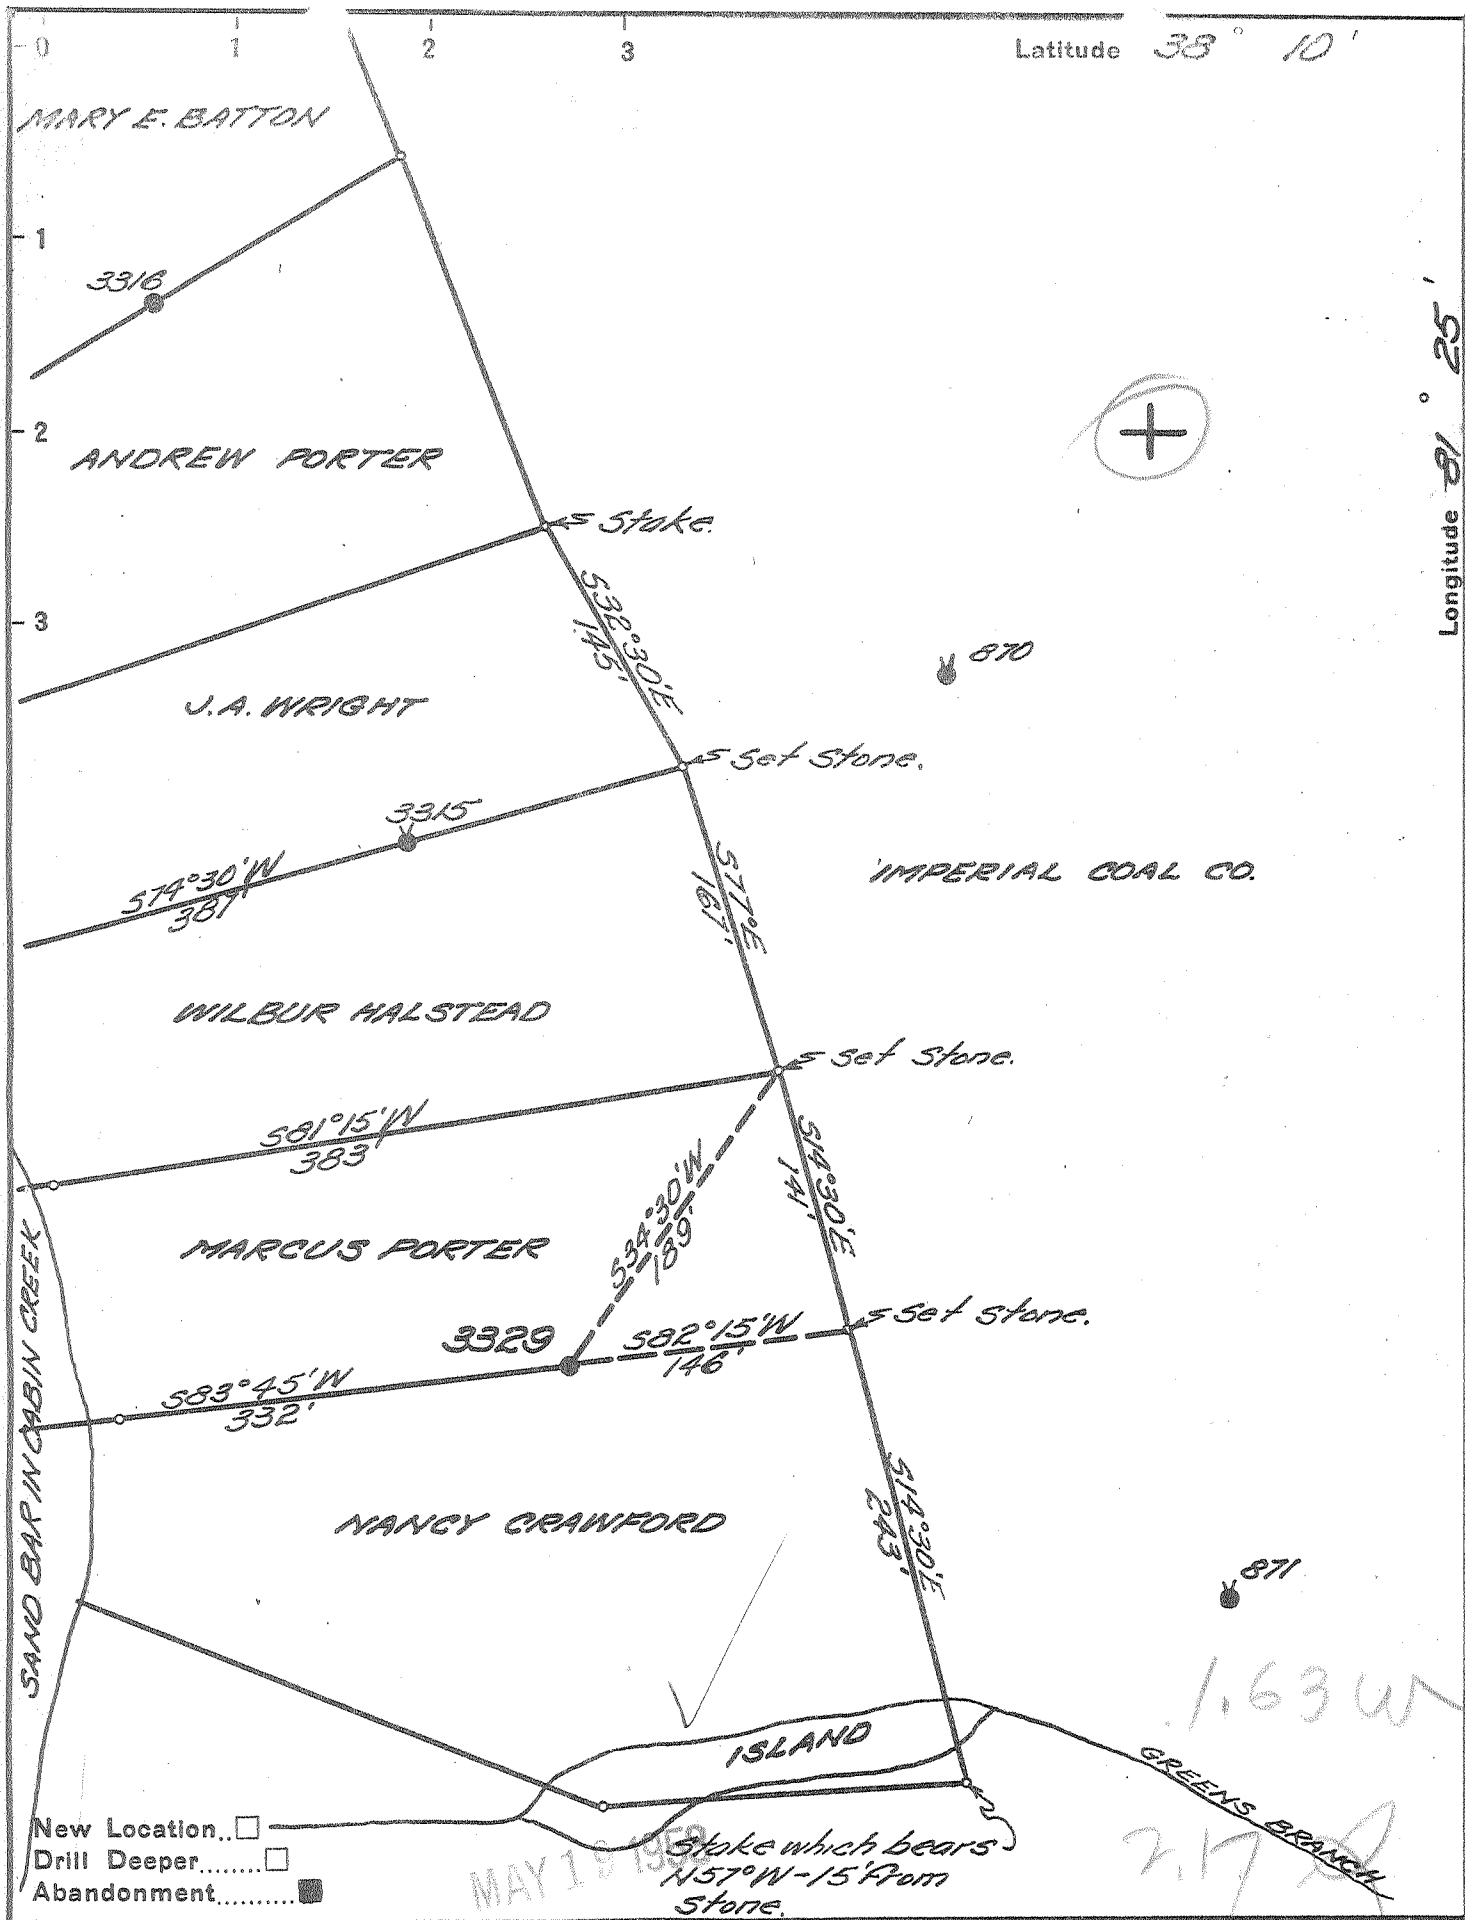 0 1 2 3
Latitude 38° 10'
MARY E. BATTON
1
3316
Longitude 81° 25'
2
ANDREW PORTER
Stake.
3
S32°30'E
145'
870
J.A. WRIGHT
Set Stone.
3315
S74°30'W
387'
S77°E
167'
IMPERIAL COAL CO.
WILBUR HALSTEAD
Set Stone.
S81°15'W
383
S14°30'E
141'
S34°30'W
189'
MARCUS PORTER
SAND BAR IN CABIN CREEK
Set Stone.
3329
S82°15'W
146'
S83°45'W
332'
S14°30'E
243'
NANCY CRAWFORD
871
1.63 W
ISLAND
GREENS BRANCH
New Location..
Drill Deeper........
Abandonment..........
Stake which bears
N57°W-15' From
Stone.
MAY 19
2.17